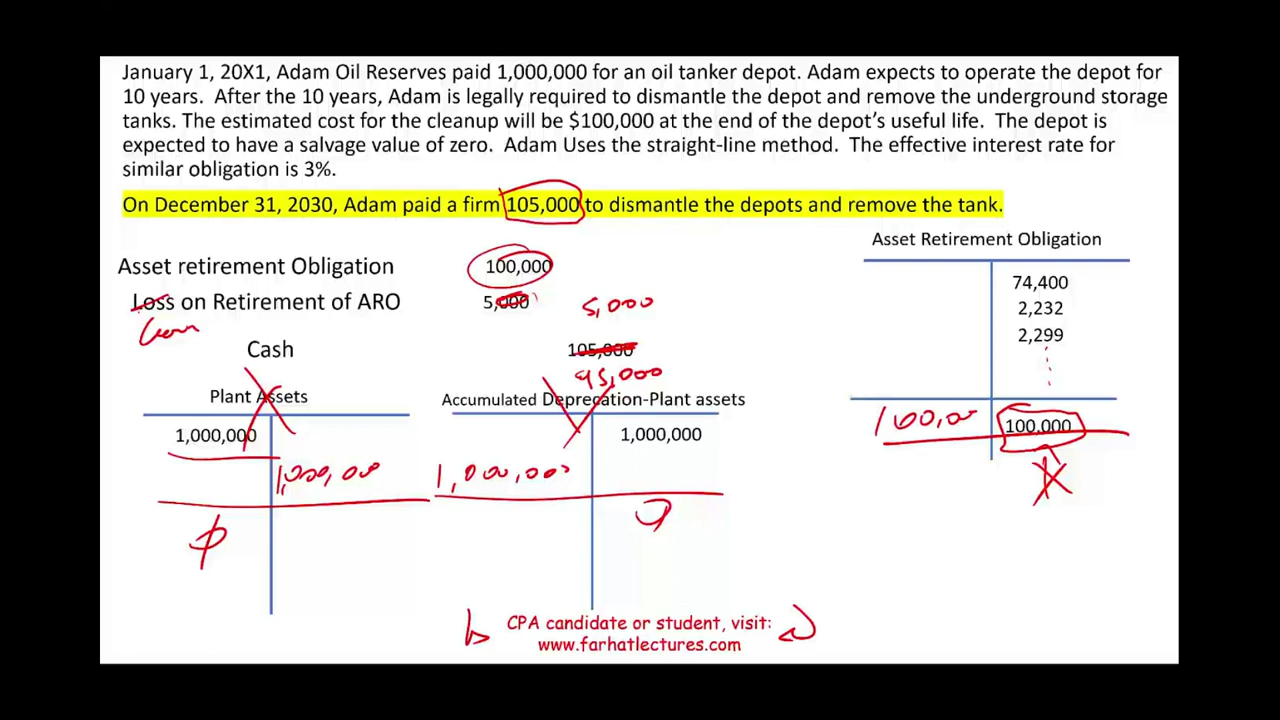 January 1, 20X1, Adam Oil Reserves paid 1,000,000 for an oil tanker depot. Adam expects to operate the depot for
10 years. After the 10 years, Adam is legally required to dismantle the depot and remove the underground storage
tanks. The estimated cost for the cleanup will be $100,000 at the end of the depot’s useful life. The depot is
expected to have a salvage value of zero. Adam Uses the straight-line method. The effective interest rate for
similar obligation is 3%.
On December 31, 2030, Adam paid a firm 105,000 to dismantle the depots and remove the tank.
Asset Retirement Obligation
Asset retirement Obligation 100,000
74,400
Loss on Retirement of ARO 5,000 5,000
2,232
2,299
Cash 105,000
95,000
Plant Assets
Accumulated Deprecation-Plant assets
1,000,000
1,000,000
100,000
1,000,000
1,000,000
CPA candidate or student, visit:
www.farhatlectures.com